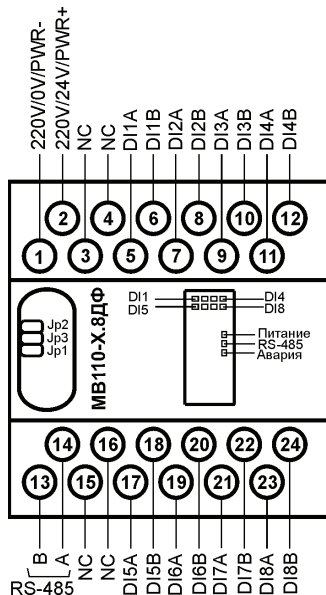 220V/0V/PWR-
220V/24V/PWR+
NC
NC
DI1A
DI1B
DI2A
DI2B
DI3A
DI3B
DI4A
DI4B
2 4 6 8 10 12
1 3 5 7 9 11
Jp2
Jp3
Jp1
МВ110-Х.8ДФ
DI1 DI4
DI5 DI8
Питание
RS-485
Авария
14 16 18 20 22 24
13 15 17 19 21 23
B
A
RS-485
NC
NC
DI5A
DI5B
DI6A
DI6B
DI7A
DI7B
DI8A
DI8B